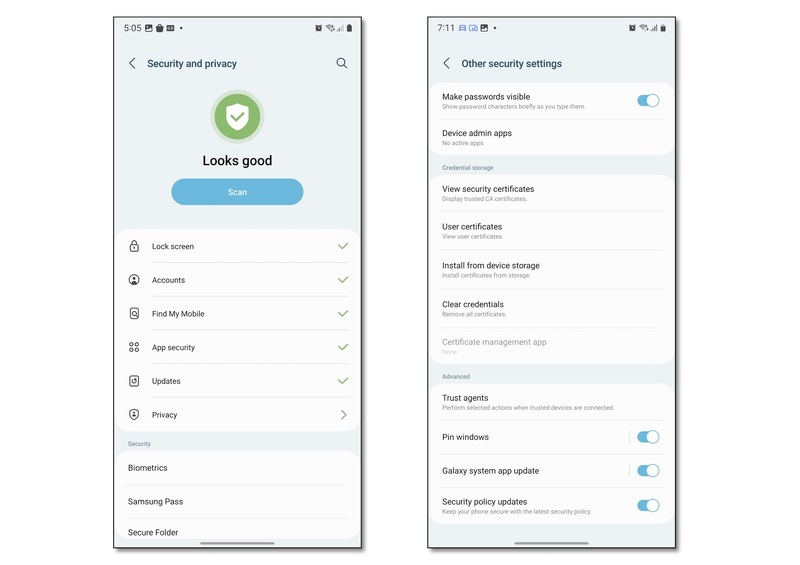 5:05
Security and privacy
Looks good
Scan
Lock screen
Accounts
Find My Mobile
App security
Updates
Privacy
Security
Biometrics
Samsung Pass
Secure Folder
7:11
Other security settings
Make passwords visible
Show password characters briefly as you type them.
Device admin apps
No active apps
Credential storage
View security certificates
Display trusted CA certificates.
User certificates
View user certificates.
Install from device storage
Install certificates from storage.
Clear credentials
Remove all certificates.
Certificate management app
None
Advanced
Trust agents
Perform selected actions when trusted devices are connected.
Pin windows
Galaxy system app update
Security policy updates
Keep your phone secure with the latest security policy.